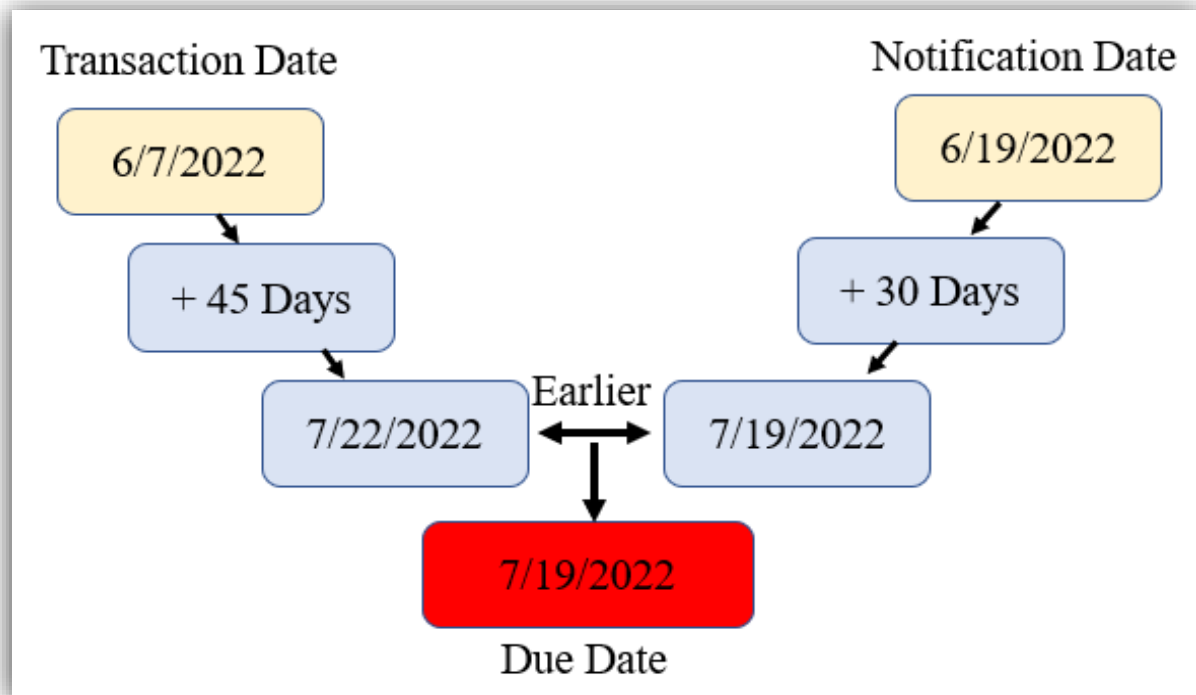 Transaction Date
Notification Date
6/7/2022
6/19/2022
+ 45 Days
+ 30 Days
Earlier
7/22/2022
7/19/2022
7/19/2022
Due Date